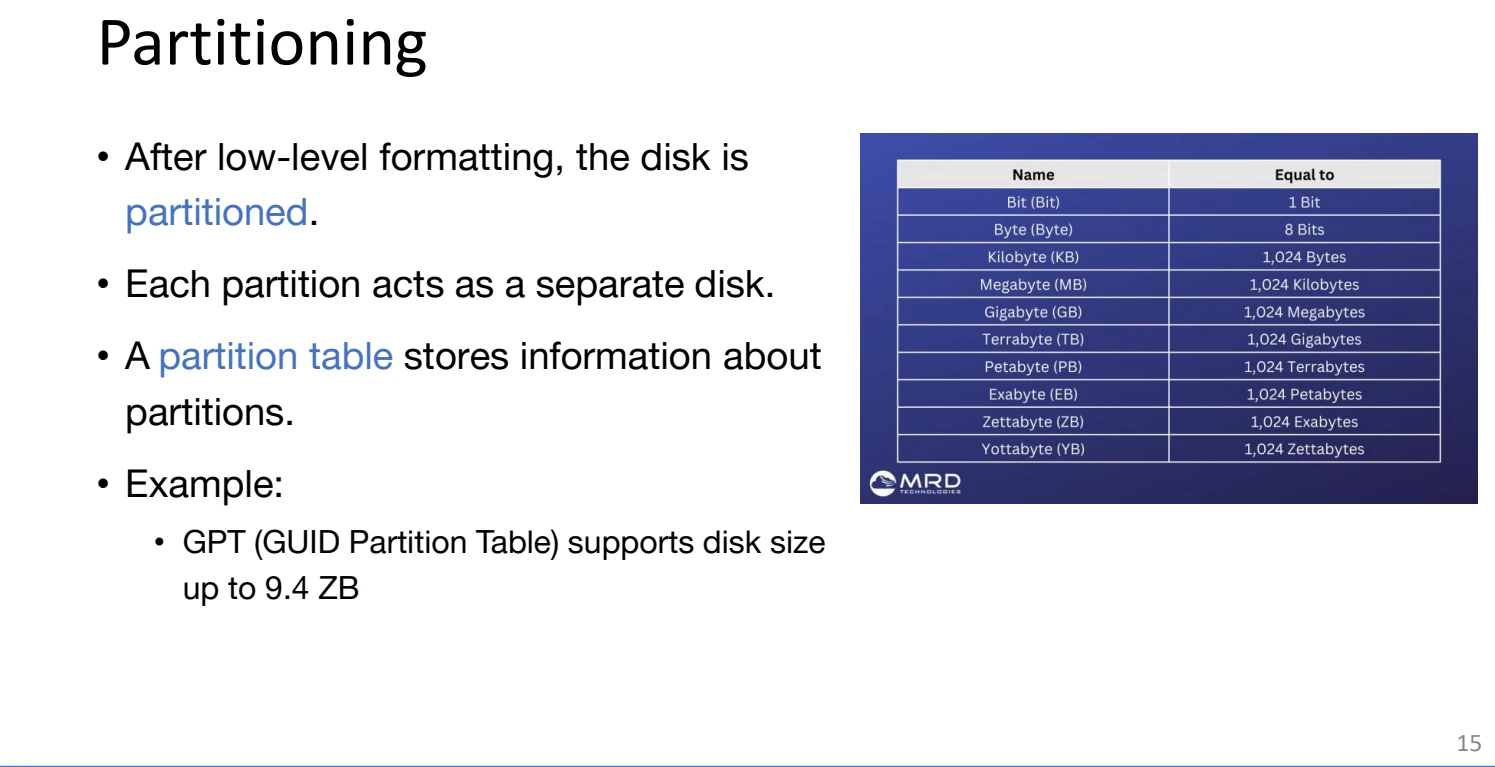 Partitioning
• After low-level formatting, the disk is
partitioned.
• Each partition acts as a separate disk.
• A partition table stores information about
partitions.
• Example:
• GPT (GUID Partition Table) supports disk size
up to 9.4 ZB
Name Equal to
Bit (Bit) 1 Bit
Byte (Byte) 8 Bits
Kilobyte (KB) 1,024 Bytes
Megabyte (MB) 1,024 Kilobytes
Gigabyte (GB) 1,024 Megabytes
Terrabyte (TB) 1,024 Gigabytes
Petabyte (PB) 1,024 Terrabytes
Exabyte (EB) 1,024 Petabytes
Zettabyte (ZB) 1,024 Exabytes
Yottabyte (YB) 1,024 Zettabytes
MRD
TECHNOLOGIES
15